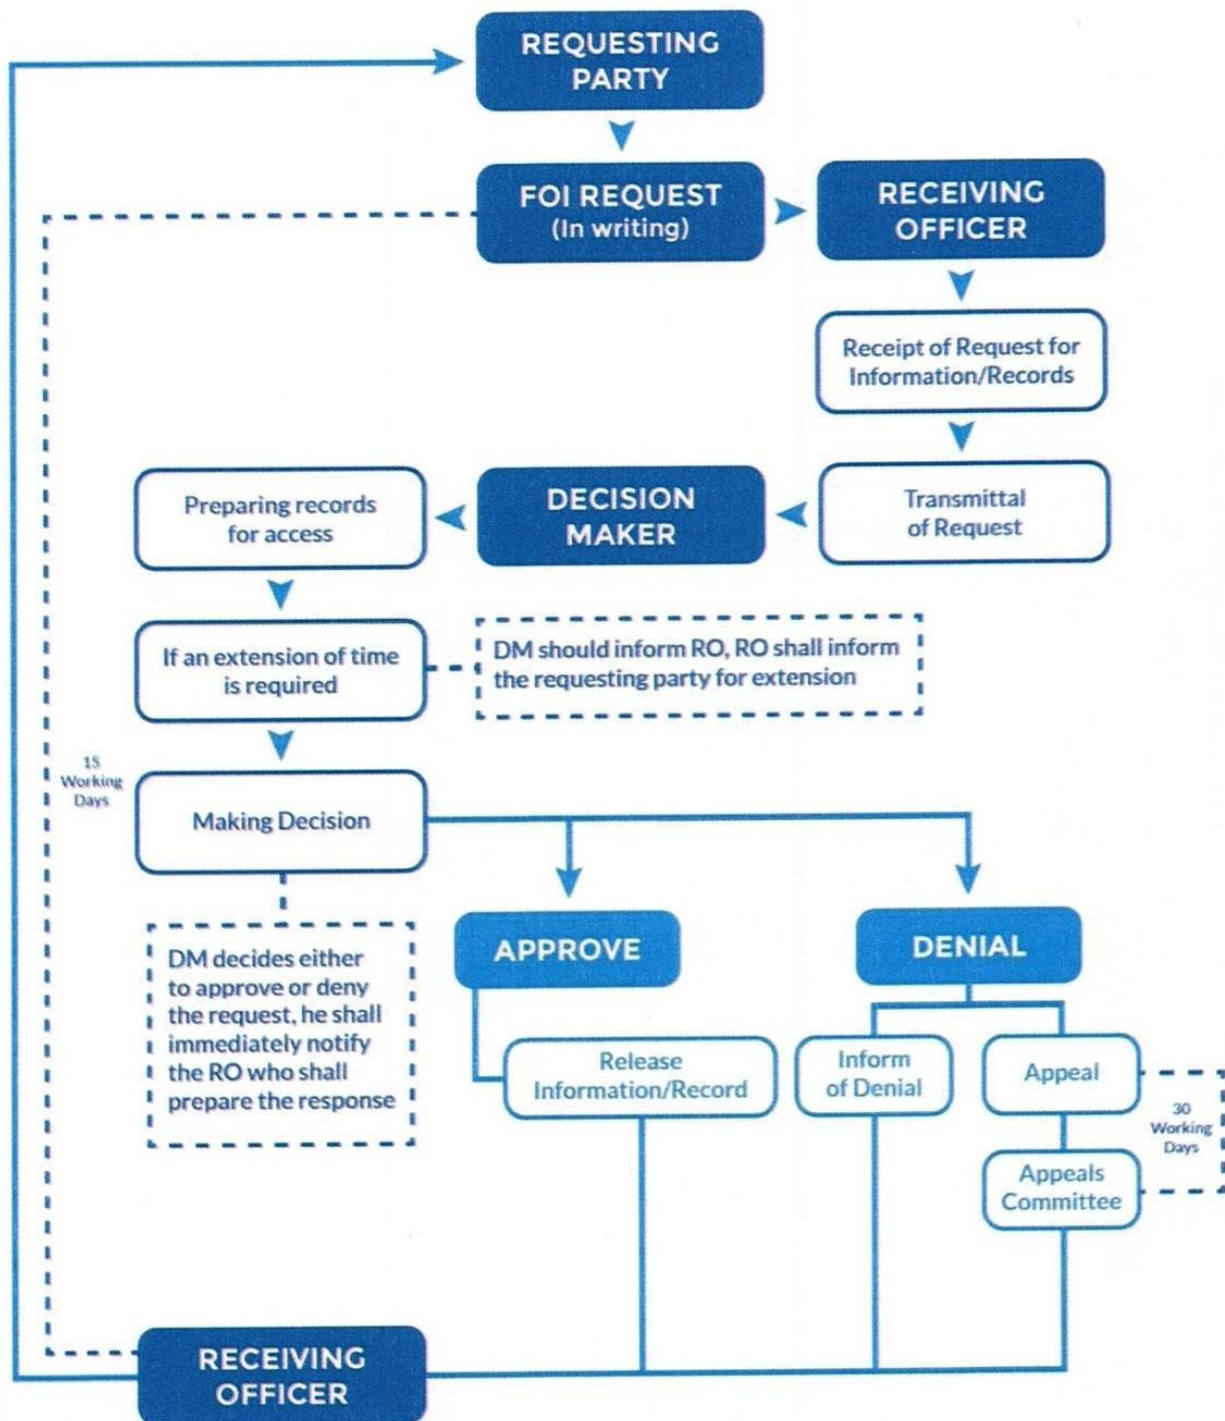 REQUESTING
PARTY
FOI REQUEST
(In writing)
RECEIVING
OFFICER
Receipt of Request for
Information/Records
Transmittal
of Request
DECISION
MAKER
Preparing records
for access
If an extension of time
is required
DM should inform RO, RO shall inform
the requesting party for extension
15
Working
Days
Making Decision
DM decides either
to approve or deny
the request, he shall
immediately notify
the RO who shall
prepare the response
APPROVE
DENIAL
Release
Information/Record
Inform
of Denial
Appeal
30
Working
Days
Appeals
Committee
RECEIVING
OFFICER